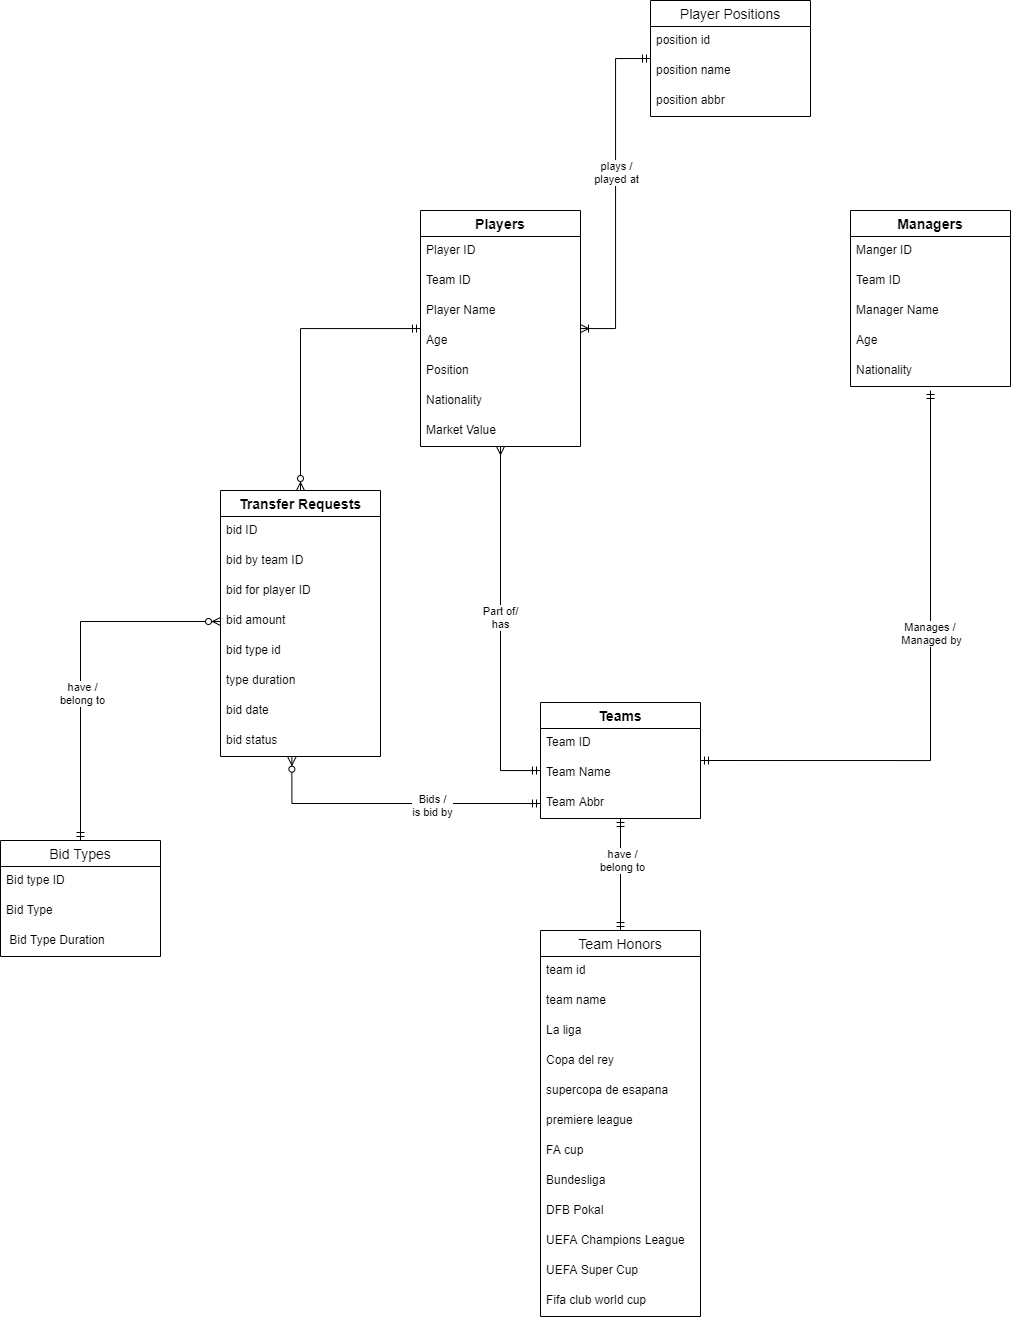 Player Positions
position id
position name
position abbr
plays /
played at
Players
Player ID
Team ID
Player Name
Age
Position
Nationality
Market Value
Managers
Manger ID
Team ID
Manager Name
Age
Nationality
Transfer Requests
bid ID
bid by team ID
bid for player ID
bid amount
bid type id
type duration
bid date
bid status
Part of/
has
Manages /
Managed by
have /
belong to
Teams
Team ID
Team Name
Team Abbr
Bids /
is bid by
Bid Types
Bid type ID
Bid Type
Bid Type Duration
have /
belong to
Team Honors
team id
team name
La liga
Copa del rey
supercopa de esapana
premiere league
FA cup
Bundesliga
DFB Pokal
UEFA Champions League
UEFA Super Cup
Fifa club world cup